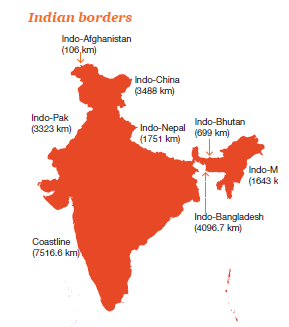 Indian borders
Indo-Afghanistan
(106 km)
Indo-China
(3488 km)
Indo-Pak
(3323 km)
Indo-Nepal
(1751 km)
Indo-Bhutan
(699 km)
Indo-M
(1643 k
Indo-Bangladesh
(4096.7 km)
Coastline
(7516.6 km)